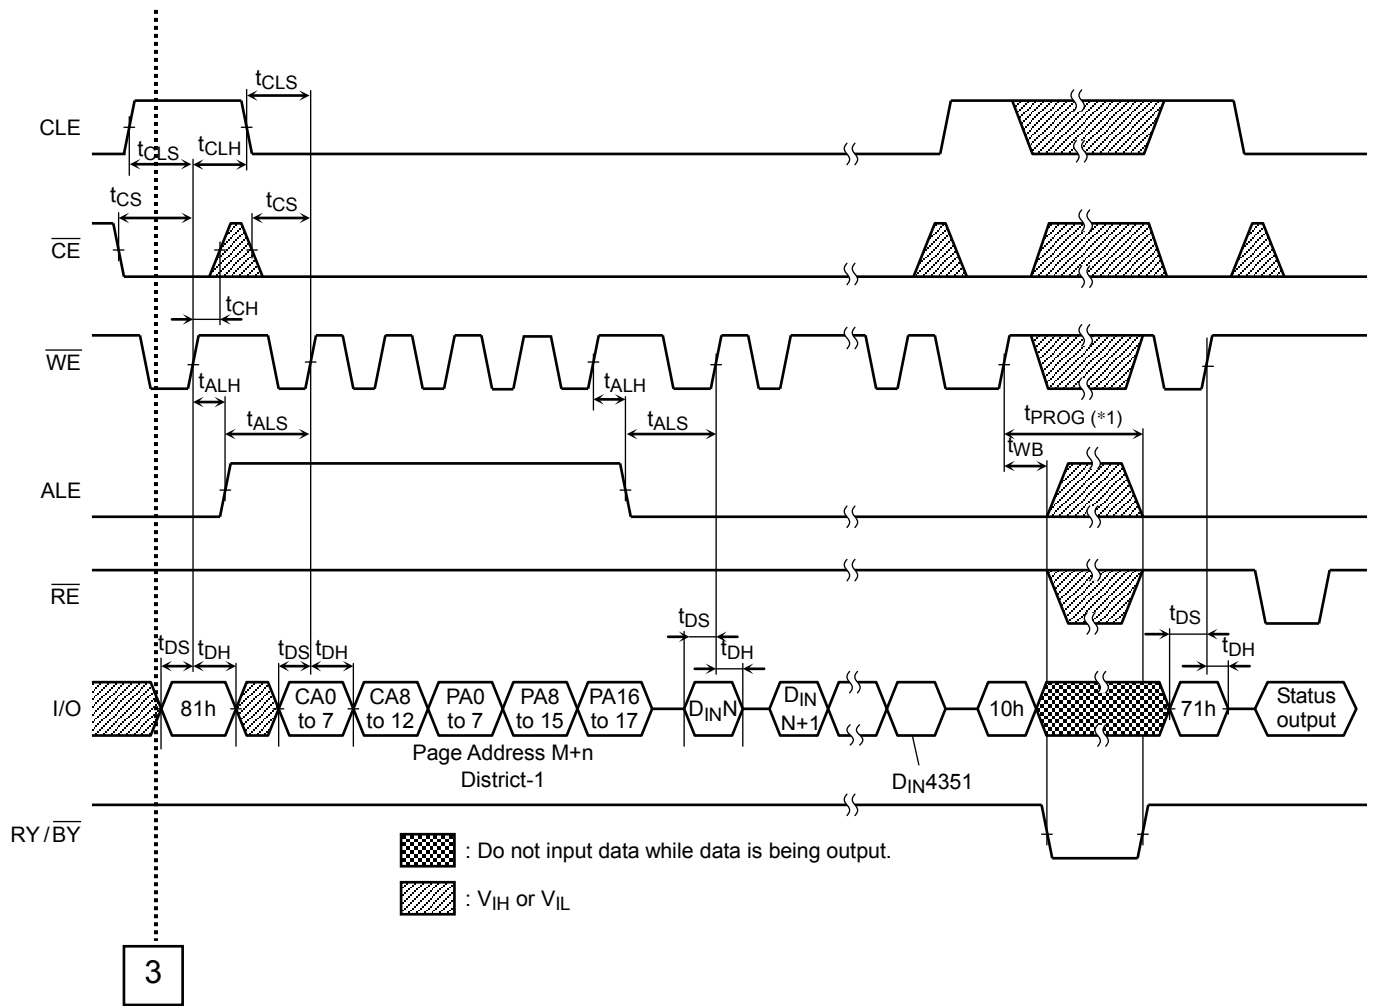 tCLS
CLE
tCLS
tCLH
tCS
tCS
CE
tCH
WE
tALH
tALH
tALS
tALS
tPROG (*1)
tWB
ALE
RE
tDS
tDH
tDS
tDH
tDS
tDH
tDS
tDH
I/O
81h
CA0 to 7
CA8 to 12
PA0 to 7
PA8 to 15
PA16 to 17
DINN
DIN N+1
10h
71h
Status output
Page Address M+n
District-1
DIN4351
RY/BY
: Do not input data while data is being output.
: VIH or VIL
3